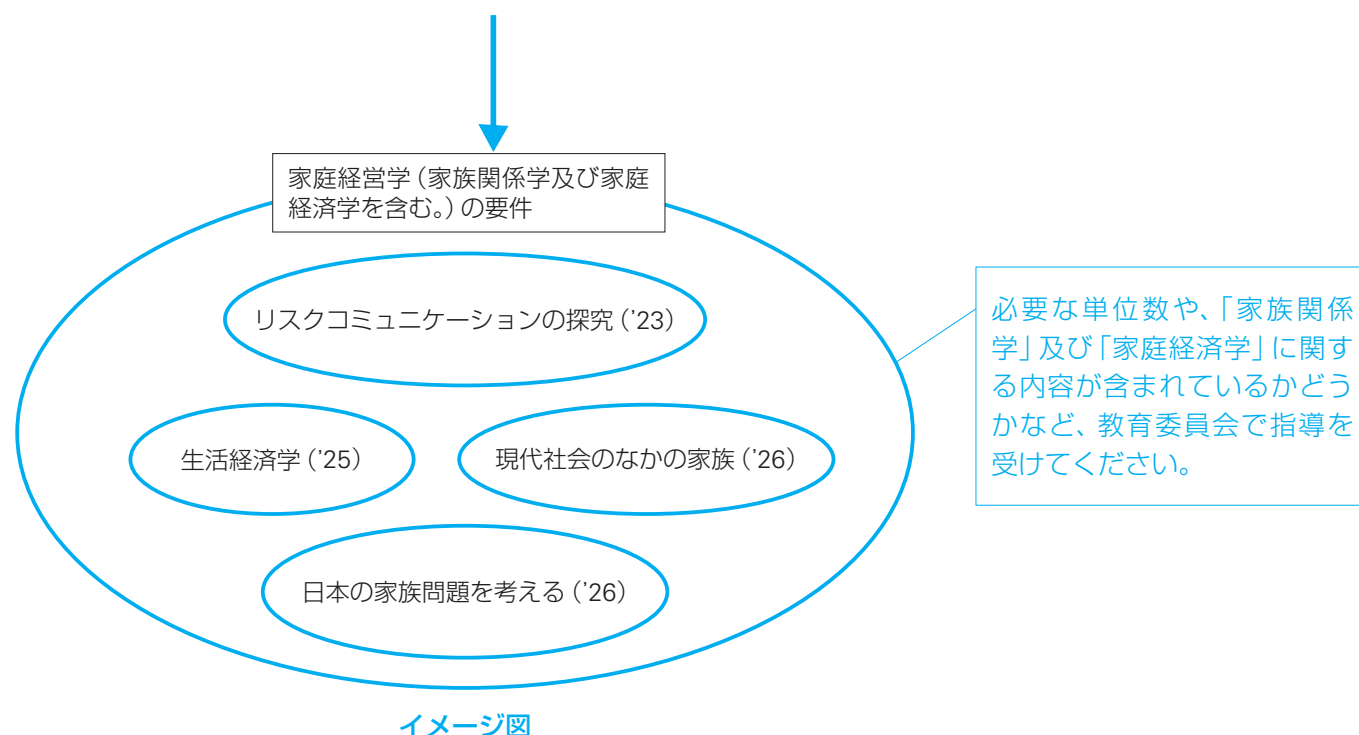 家庭経営学（家族関係学及び家庭
経済学を含む。）の要件
リスクコミュニケーションの探究（’23）
生活経済学（’25）
現代社会のなかの家族（’26）
日本の家族問題を考える（’26）
必要な単位数や、「家族関係
学」及び「家庭経済学」に関す
る内容が含まれているかどう
かなど、教育委員会で指導を
受けてください。
イメージ図